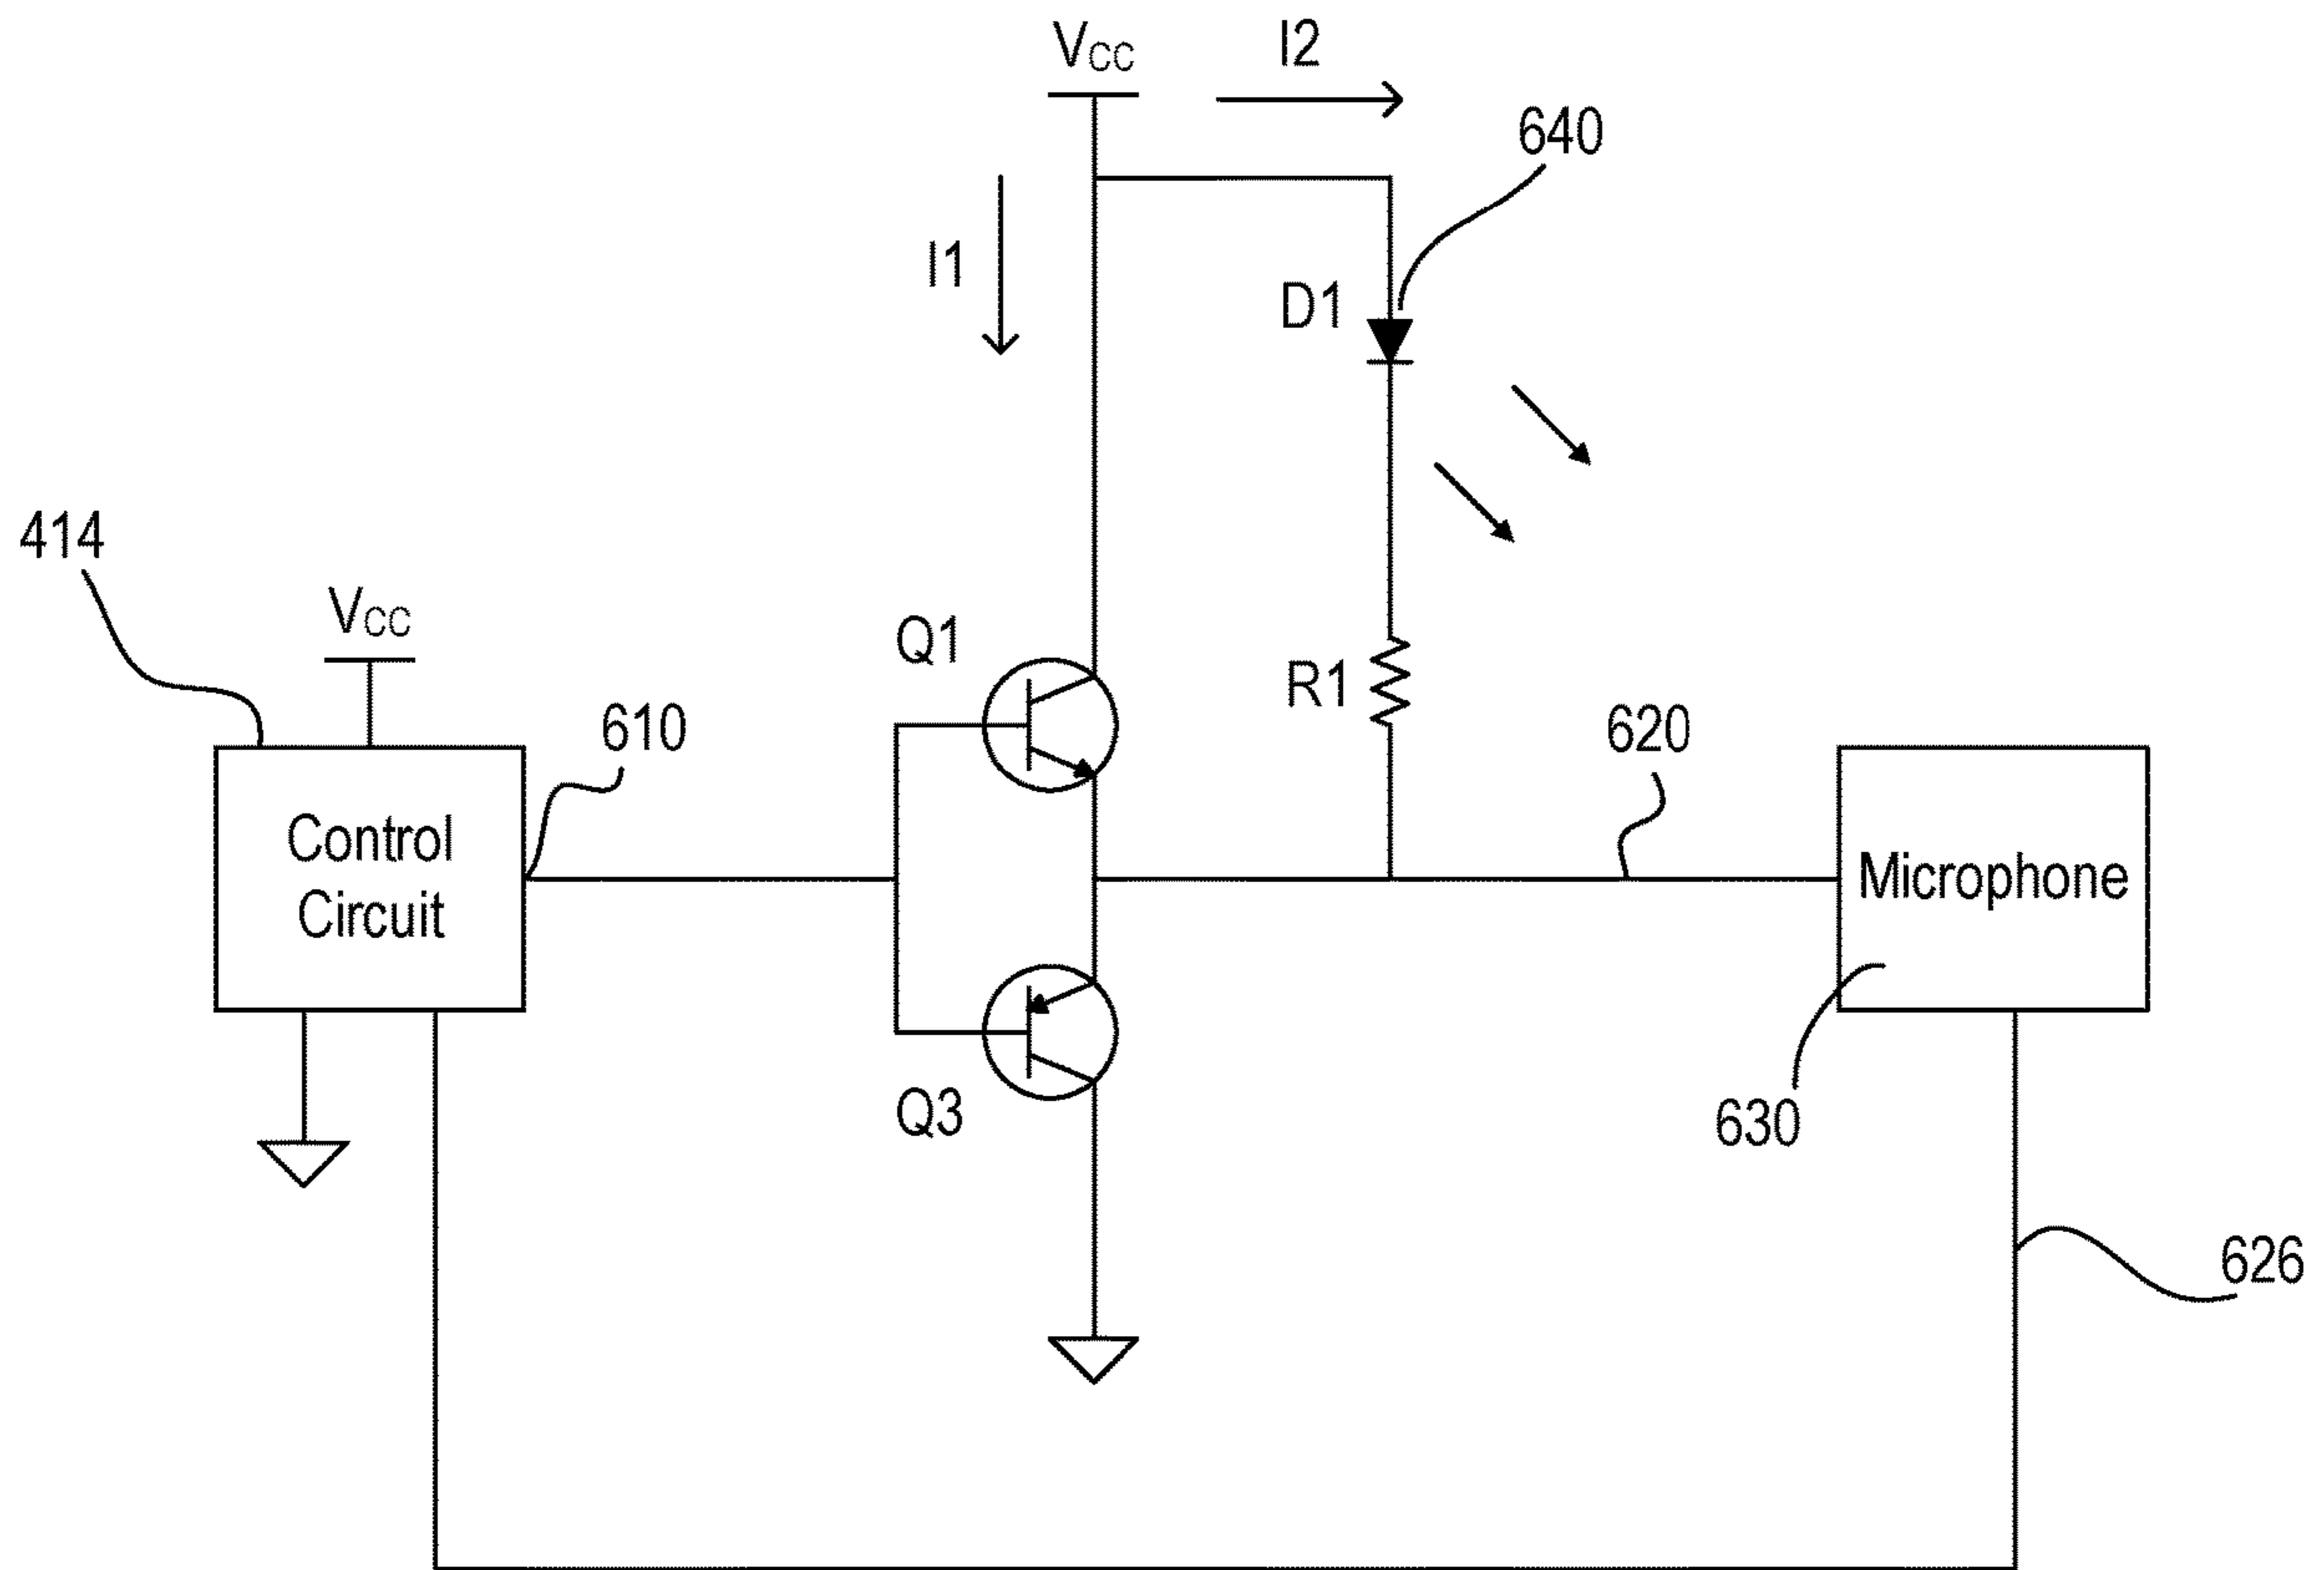 VCC
I2
640
I1
D1
414
VCC
Q1
R1
610
620
Control
Circuit
Microphone
Q3
630
626